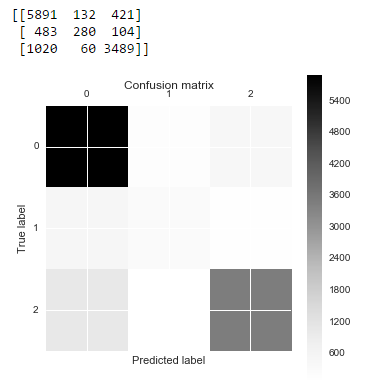 [[5891 132 421]
[ 483 280 104]
[1020 60 3489]]
Confusion matrix
0 1 2
5400
4800
0
4200
3600
3000
1
2400
1800
1200
2
600
True label
Predicted label